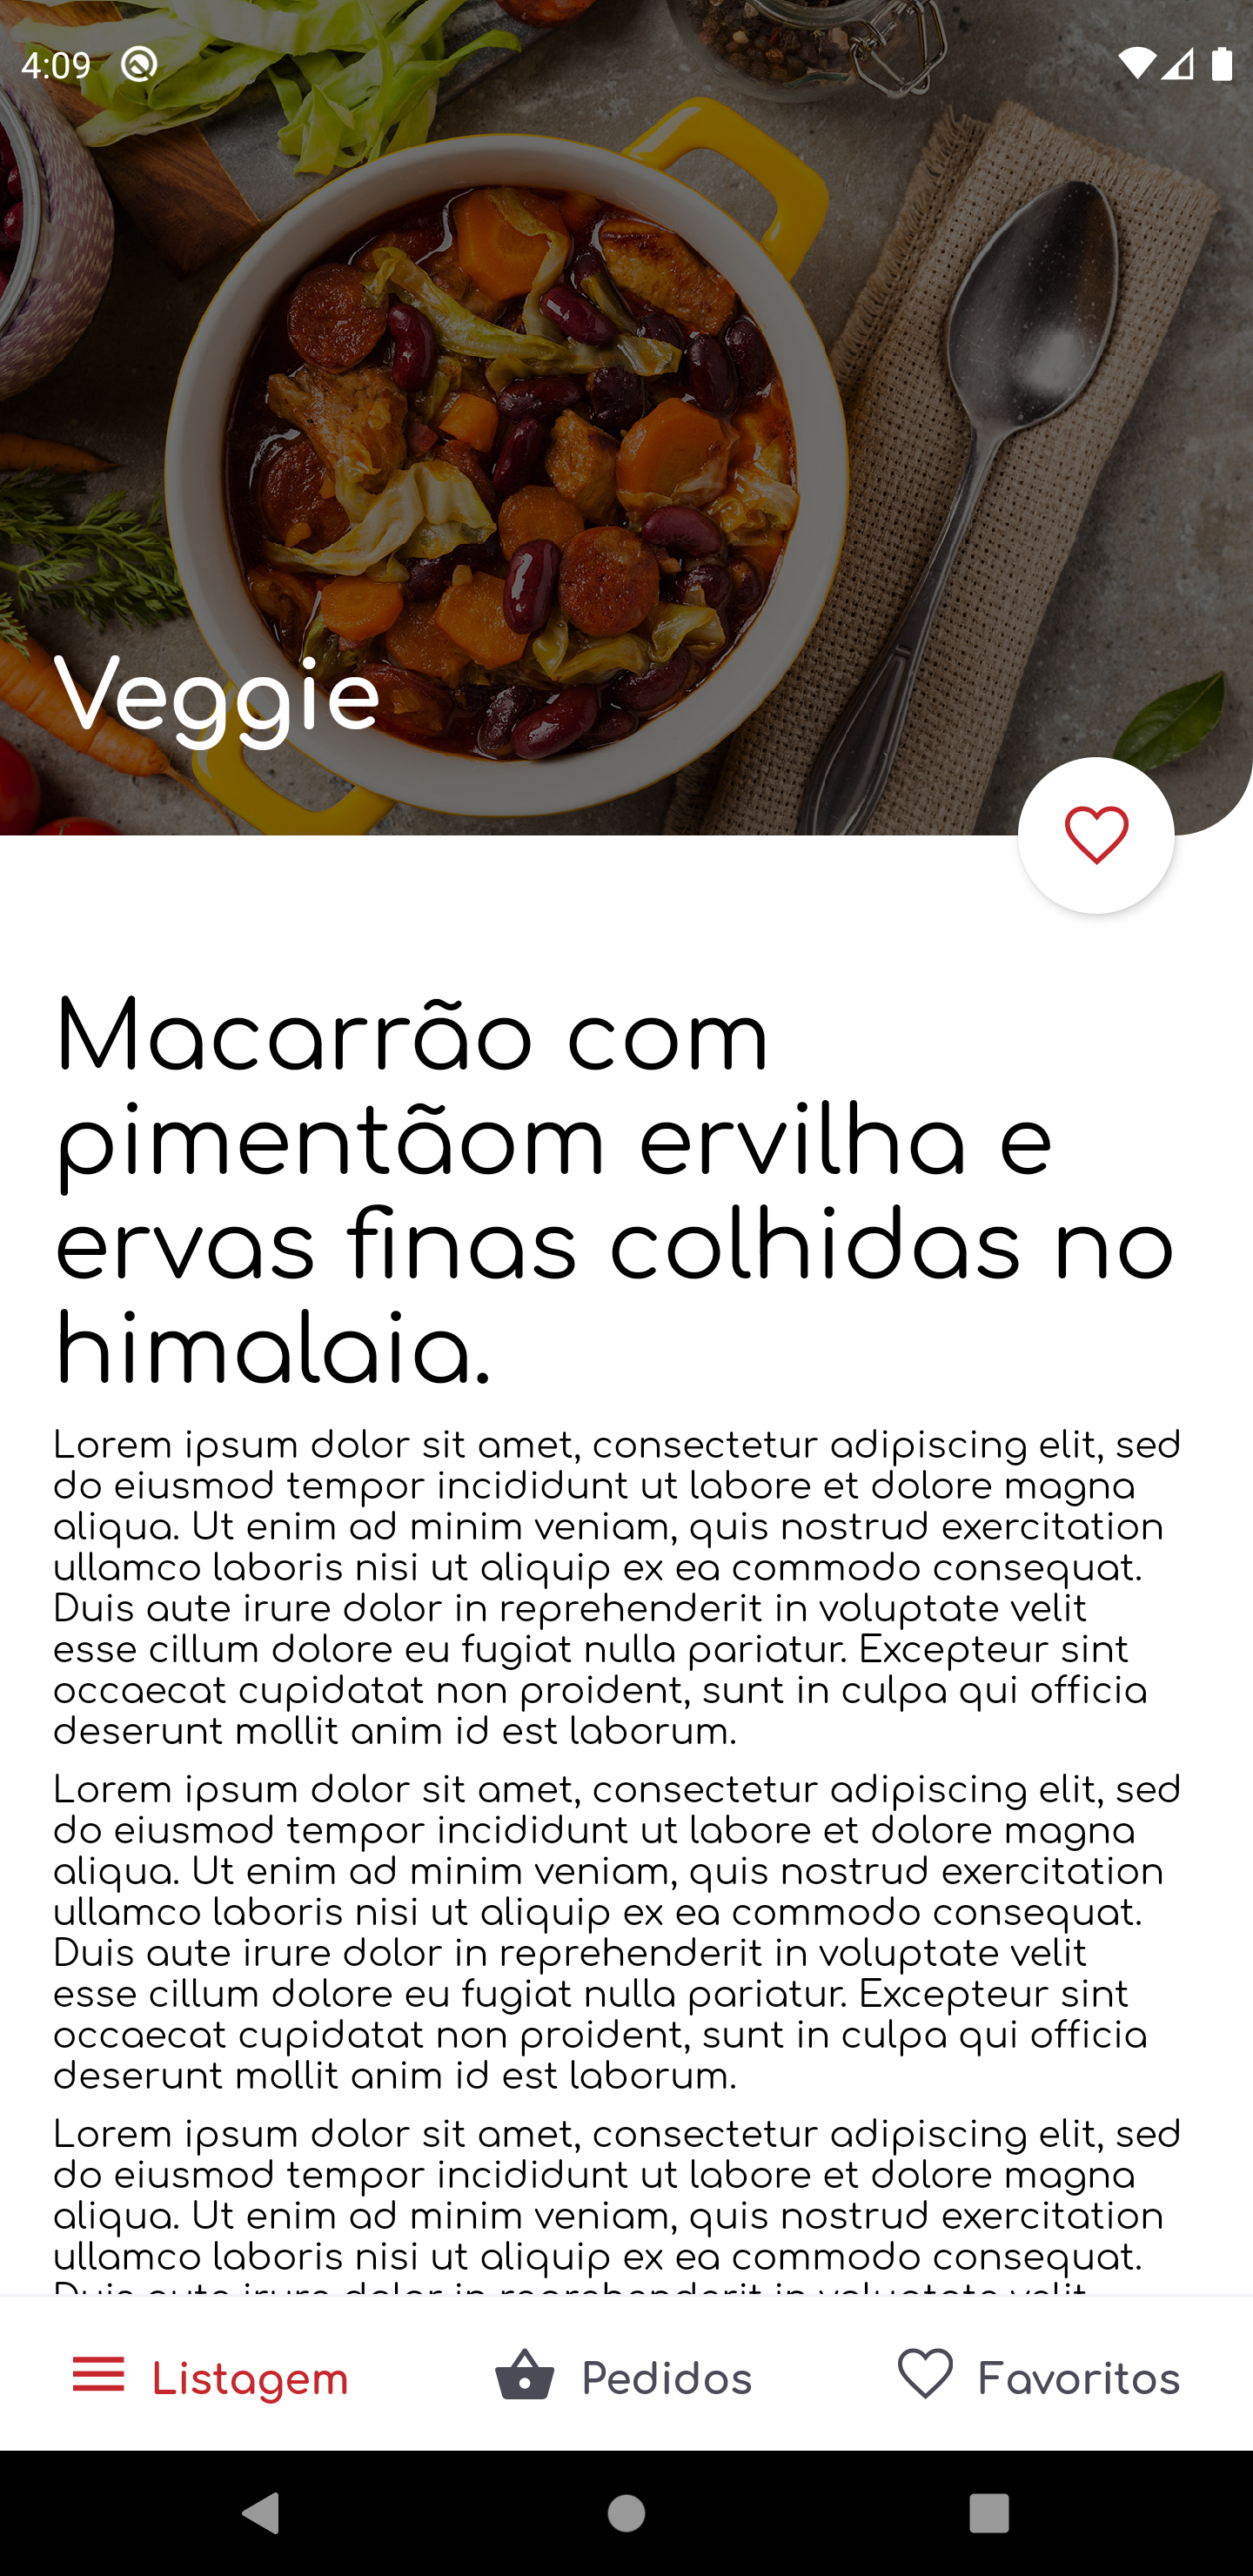 4:09
Veggie
Macarrão com
pimentãom ervilha e
ervas finas colhidas no
himalaia.
Lorem ipsum dolor sit amet, consectetur adipiscing elit, sed
do eiusmod tempor incididunt ut labore et dolore magna
aliqua. Ut enim ad minim veniam, quis nostrud exercitation
ullamco laboris nisi ut aliquip ex ea commodo consequat.
Duis aute irure dolor in reprehenderit in voluptate velit
esse cillum dolore eu fugiat nulla pariatur. Excepteur sint
occaecat cupidatat non proident, sunt in culpa qui officia
deserunt mollit anim id est laborum.
Lorem ipsum dolor sit amet, consectetur adipiscing elit, sed
do eiusmod tempor incididunt ut labore et dolore magna
aliqua. Ut enim ad minim veniam, quis nostrud exercitation
ullamco laboris nisi ut aliquip ex ea commodo consequat.
Duis aute irure dolor in reprehenderit in voluptate velit
esse cillum dolore eu fugiat nulla pariatur. Excepteur sint
occaecat cupidatat non proident, sunt in culpa qui officia
deserunt mollit anim id est laborum.
Lorem ipsum dolor sit amet, consectetur adipiscing elit, sed
do eiusmod tempor incididunt ut labore et dolore magna
aliqua. Ut enim ad minim veniam, quis nostrud exercitation
ullamco laboris nisi ut aliquip ex ea commodo consequat.
Duis aute irure dolor in reprehenderit in voluptate velit
Listagem
Pedidos
Favoritos